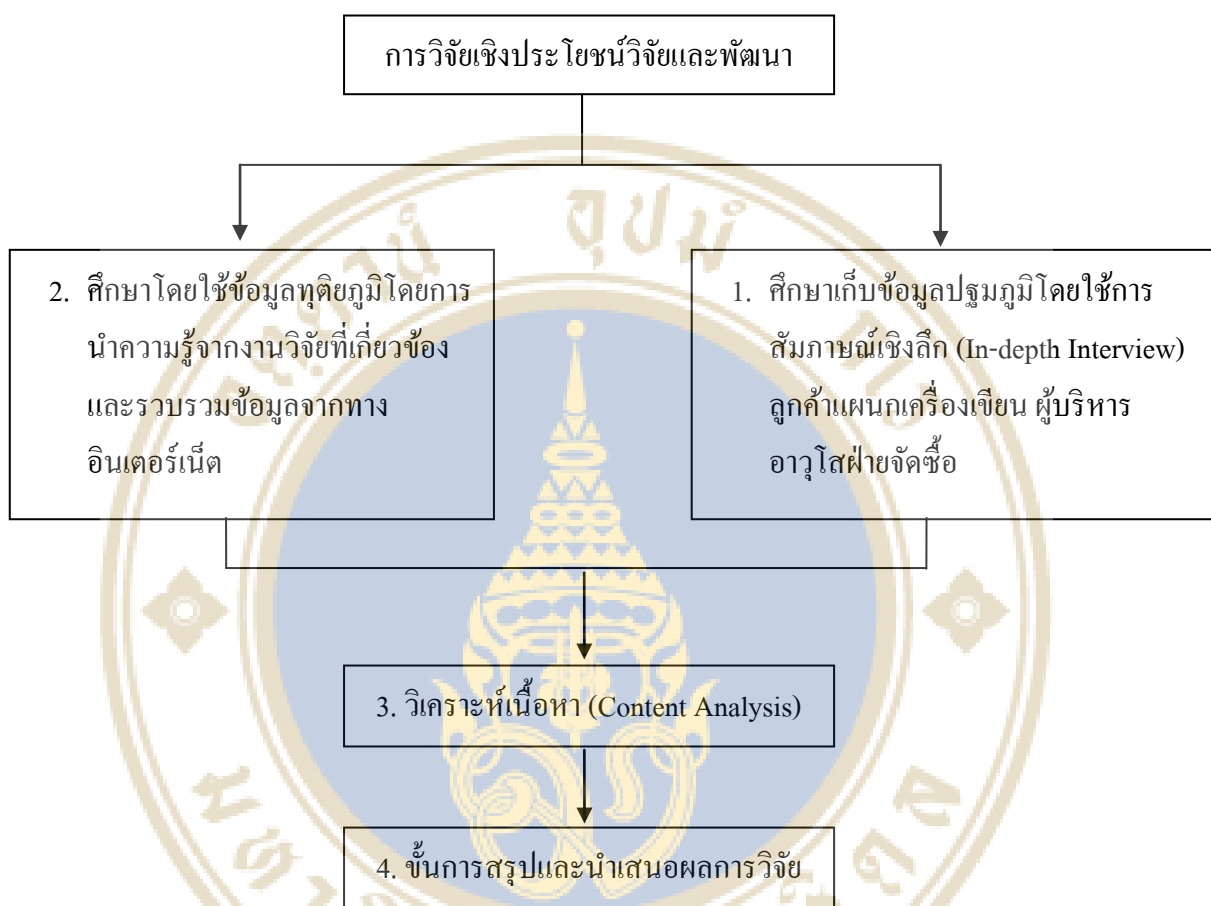 การวิจัยเชิงประโยชน์วิจัยและพัฒนา
2. ศึกษาโดยใช้ข้อมูลทุติยภูมิโดยการ
นำความรู้จากงานวิจัยที่เกี่ยวข้อง
และรวบรวมข้อมูลจากทาง
อินเตอร์เน็ต
1. ศึกษาเก็บข้อมูลปฐมภูมิโดยใช้การ
สัมภาษณ์เชิงลึก (In-depth Interview)
ลูกค้าแผนกเครื่องเขียน ผู้บริหาร
อาวุโสฝ่ายจัดซื้อ
3. วิเคราะห์เนื้อหา (Content Analysis)
4. ขั้นการสรุปและนำเสนอผลการวิจัย